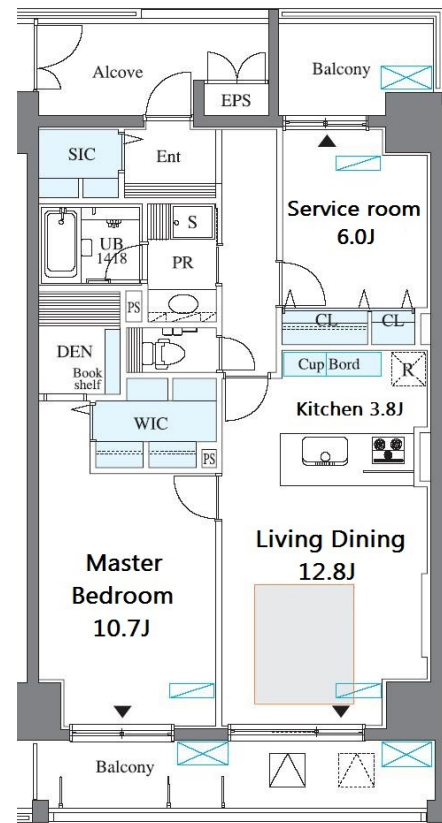 Alcove
Balcony
EPS
SIC
Ent
Service room
6.0J
S
UB
1418
PR
PS
CL
CL
DEN
Book
shelf
Cup Bord
R
Kitchen 3.8J
WIC
PS
Living Dining
12.8J
Master
Bedroom
10.7J
Balcony